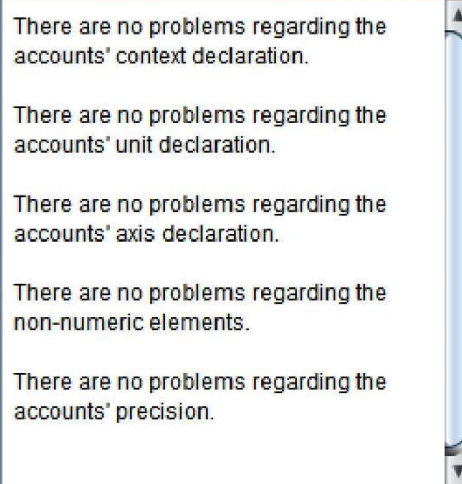 There are no problems regarding the
accounts' context declaration.
There are no problems regarding the
accounts' unit declaration.
There are no problems regarding the
accounts' axis declaration.
There are no problems regarding the
non-numeric elements.
There are no problems regarding the
accounts' precision.